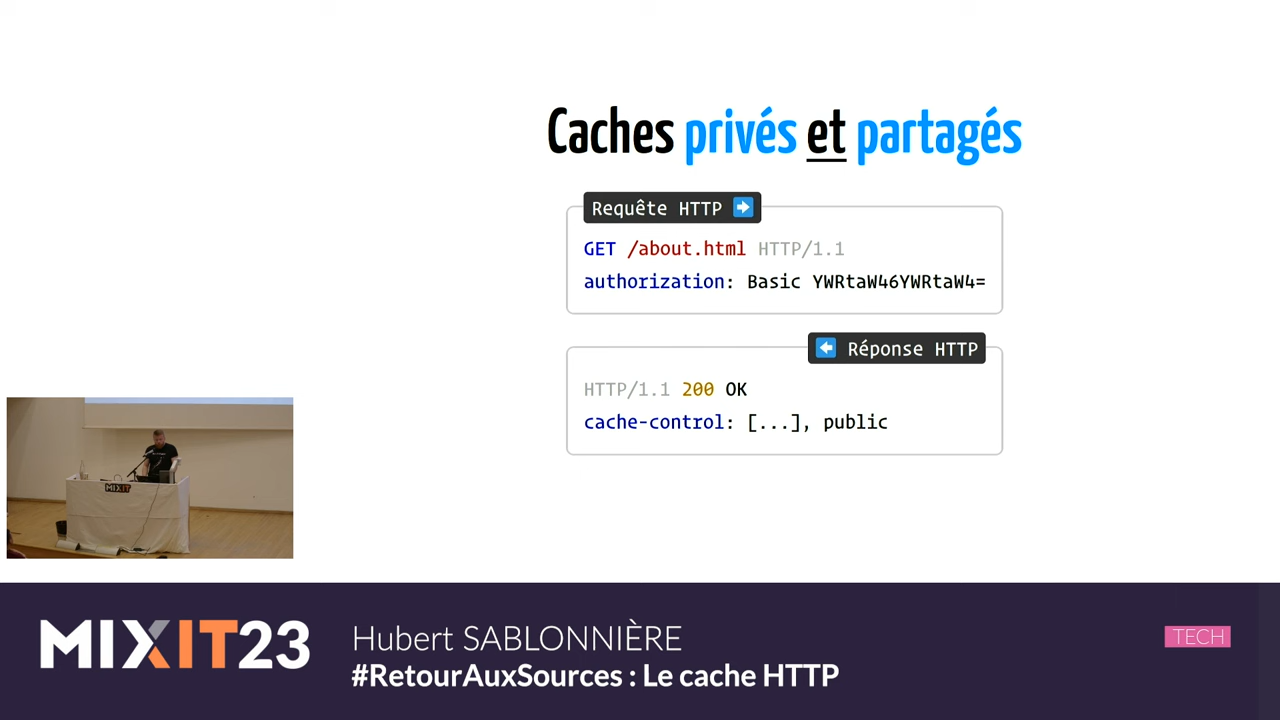 Caches privés et partagés
Requête HTTP ➡
GET /about.html HTTP/1.1
authorization: Basic YWRtaW46YWRtaW4=
⬅ Réponse HTTP
HTTP/1.1 200 OK
cache-control: [...], public
MIXIT
MIXIT23
Hubert SABLONNIÈRE
#RetourAuxSources : Le cache HTTP
TECH